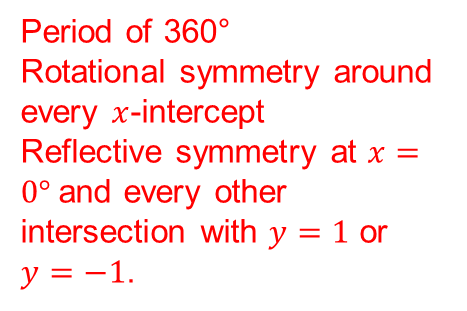 Period of 360°
Rotational symmetry around
every x-intercept
Reflective symmetry at x =
0° and every other
intersection with y = 1 or
y = −1.